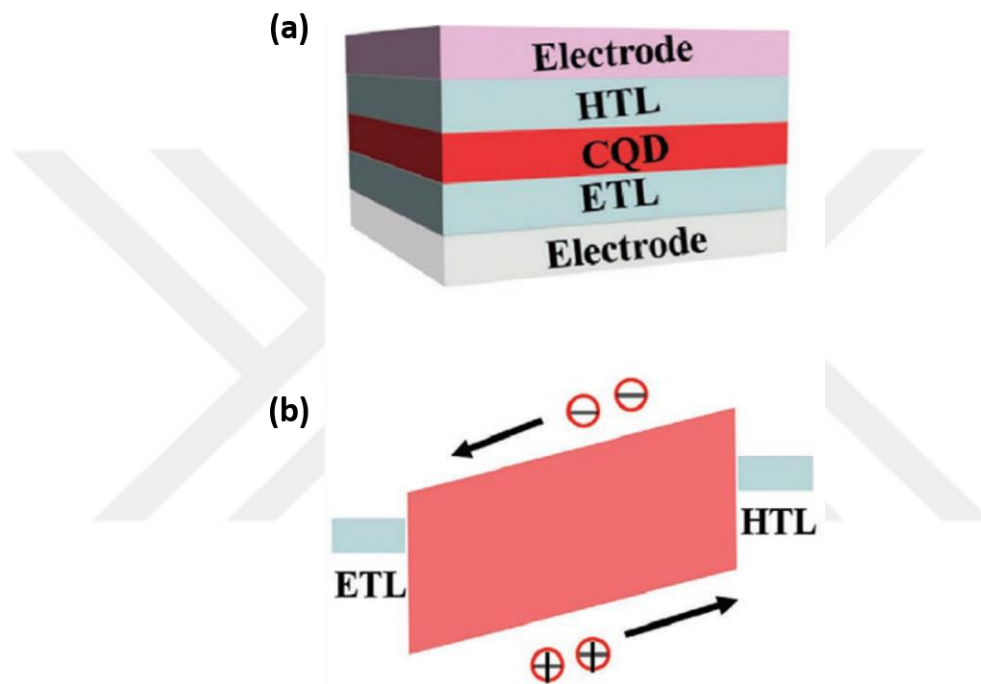 (a)
Electrode
HTL
CQD
ETL
Electrode
(b)
HTL
ETL